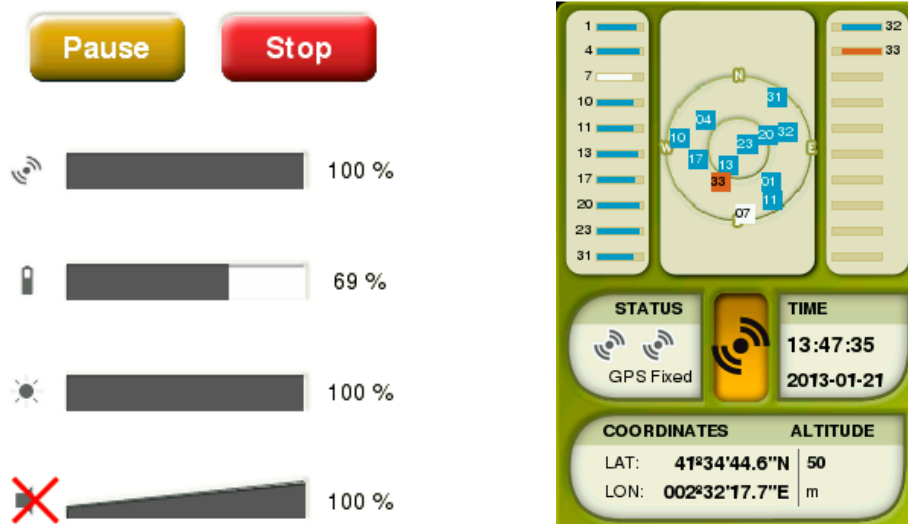 Pause Stop
100 %
69 %
100 %
100 %
1 32
4 33
7
10
11
13
17
20
23
31
N
31
04
20 32
10 W 23 E
17 13
33 01
11
07
STATUS
GPS Fixed
TIME
13:47:35
2013-01-21
COORDINATES ALTITUDE
LAT: 41º34'44.6"N 50
LON: 002º32'17.7"E m